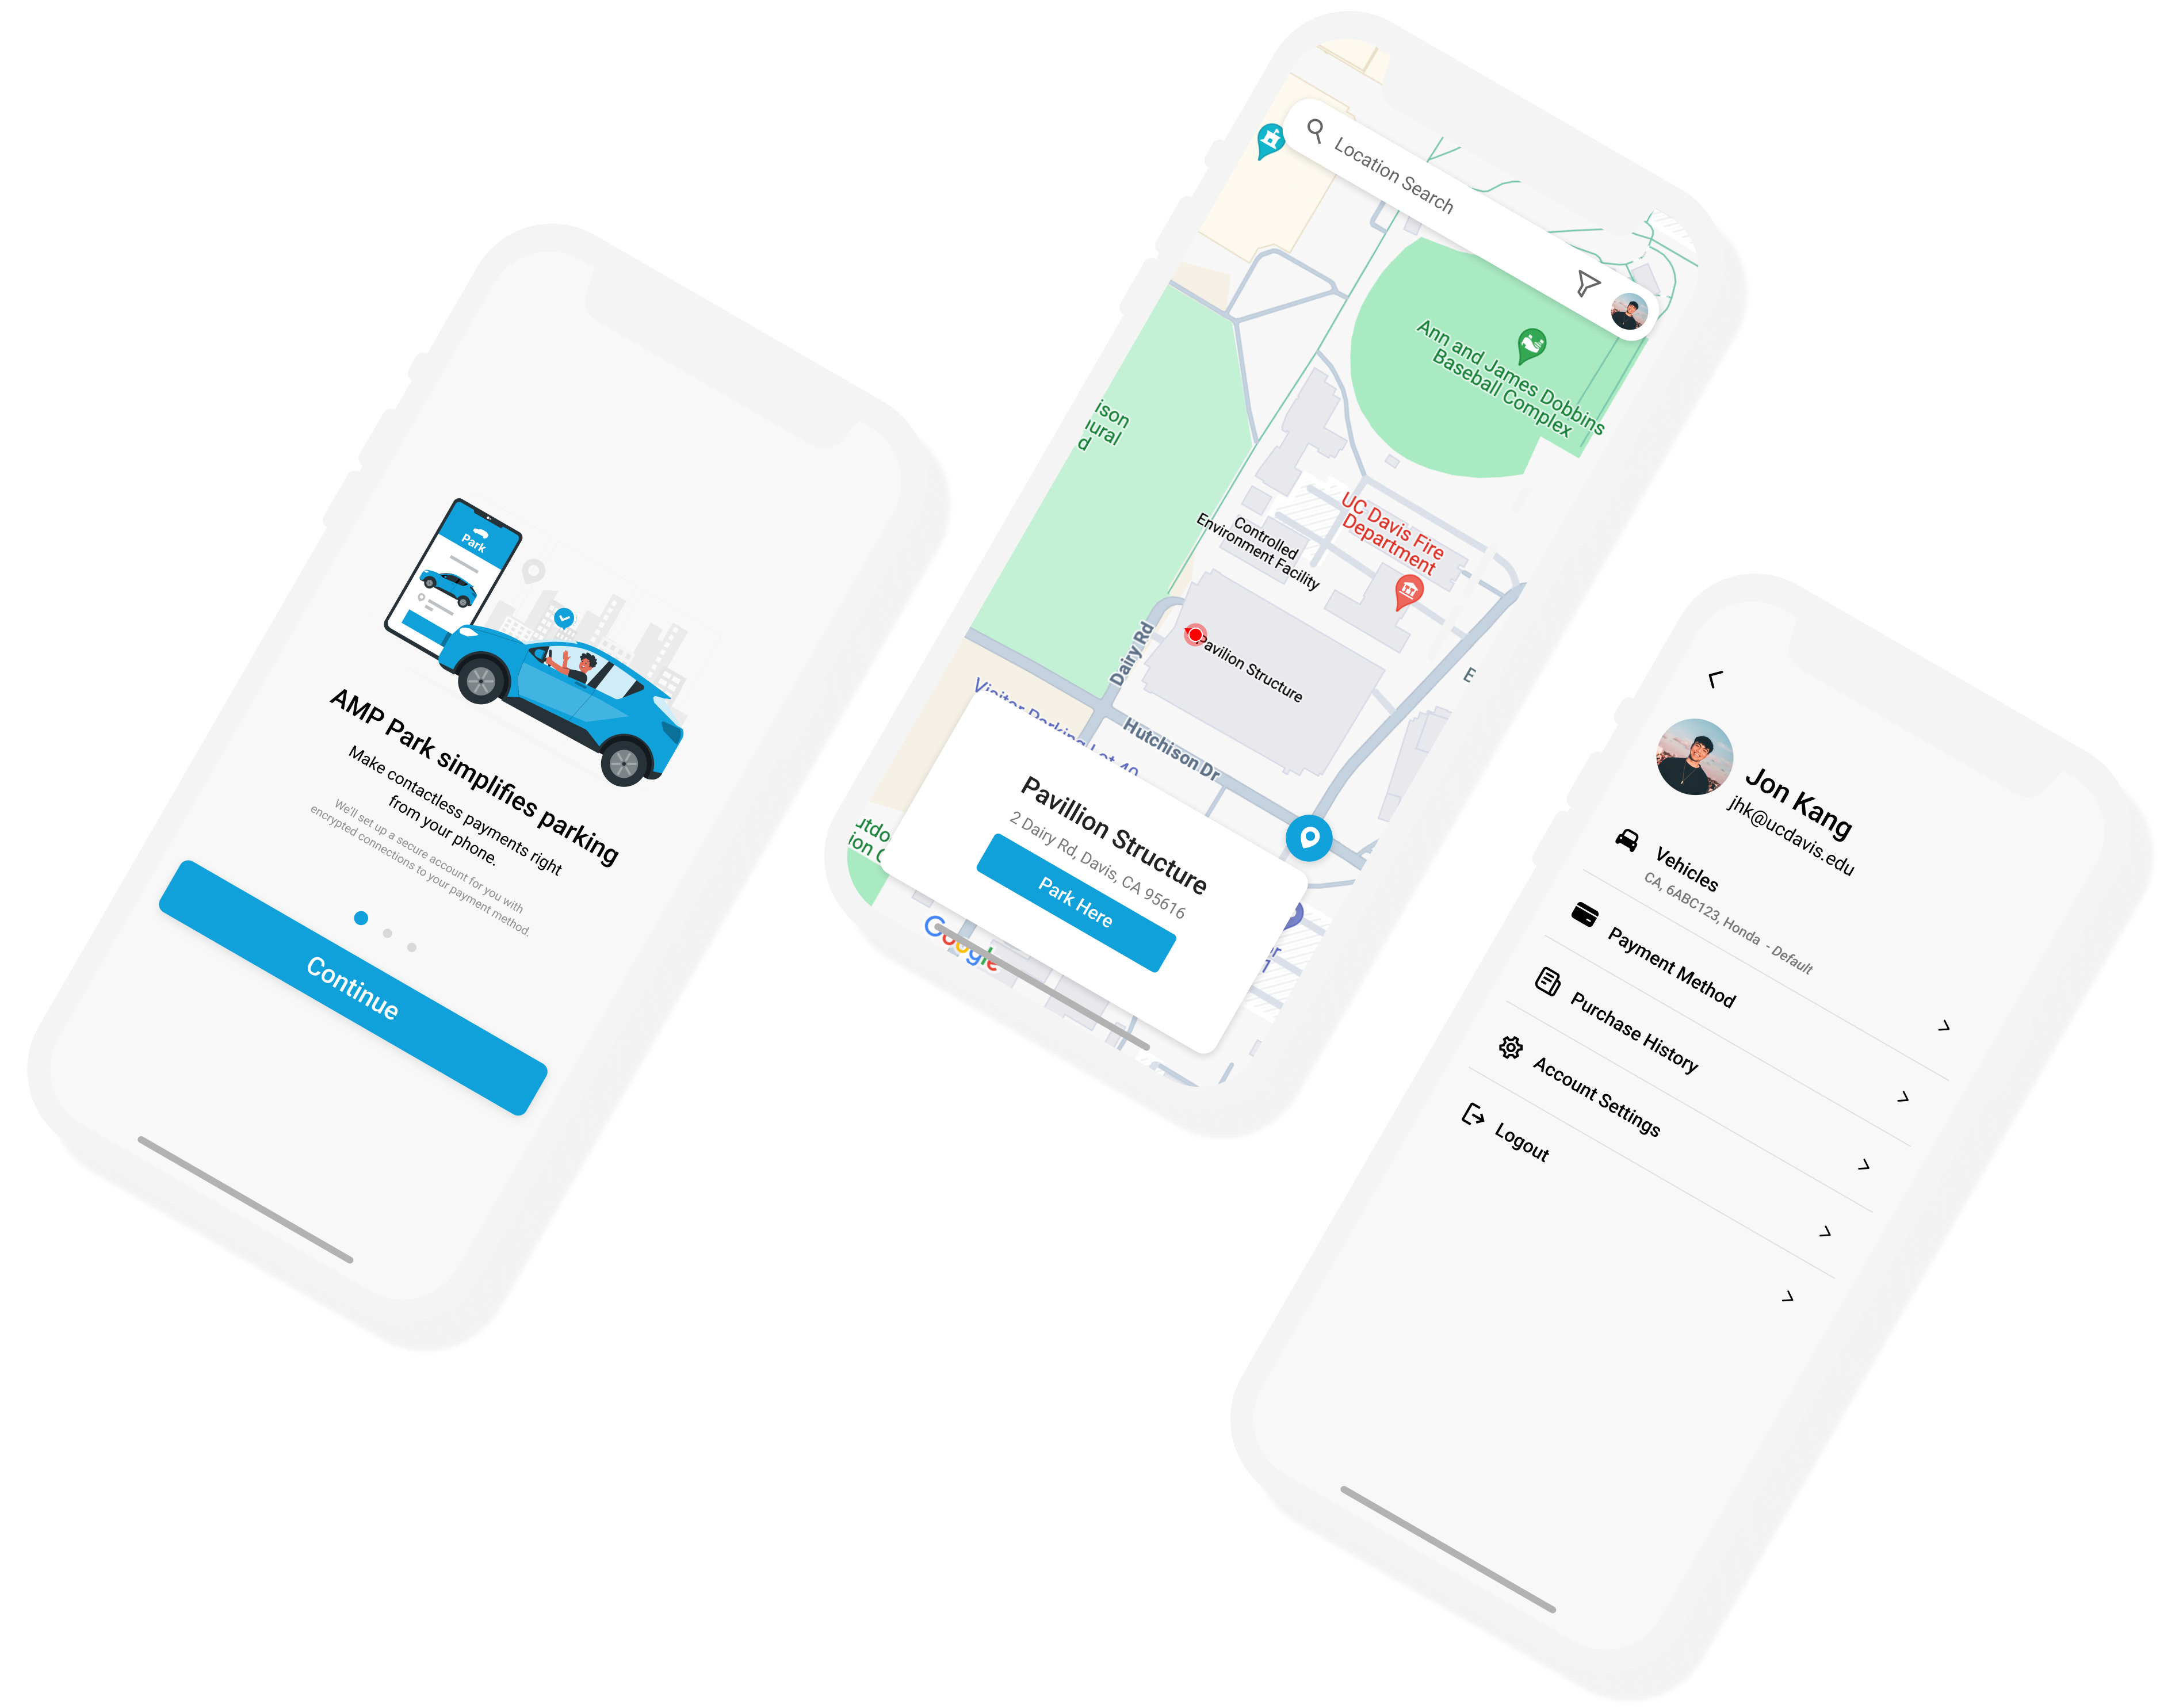 Park
AMP Park simplifies parking
Make contactless payments right
from your phone.
We'll set up a secure account for you with
encrypted connections to your payment method.
Continue
Location Search
Ann and James Dobbins
Baseball Complex
ison
ural
d
UC Davis Fire
Department
Controlled
Environment Facility
Pavilion Structure
Dairy Rd
E
Hutchison Dr
Visitor Parking Lot 40
Pavillion Structure
2 Dairy Rd, Davis, CA 95616
Park Here
utdo
ion
Google
Jon Kang
jhk@ucdavis.edu
Vehicles
CA, 6ABC123, Honda - Default
Payment Method
Purchase History
Account Settings
Logout